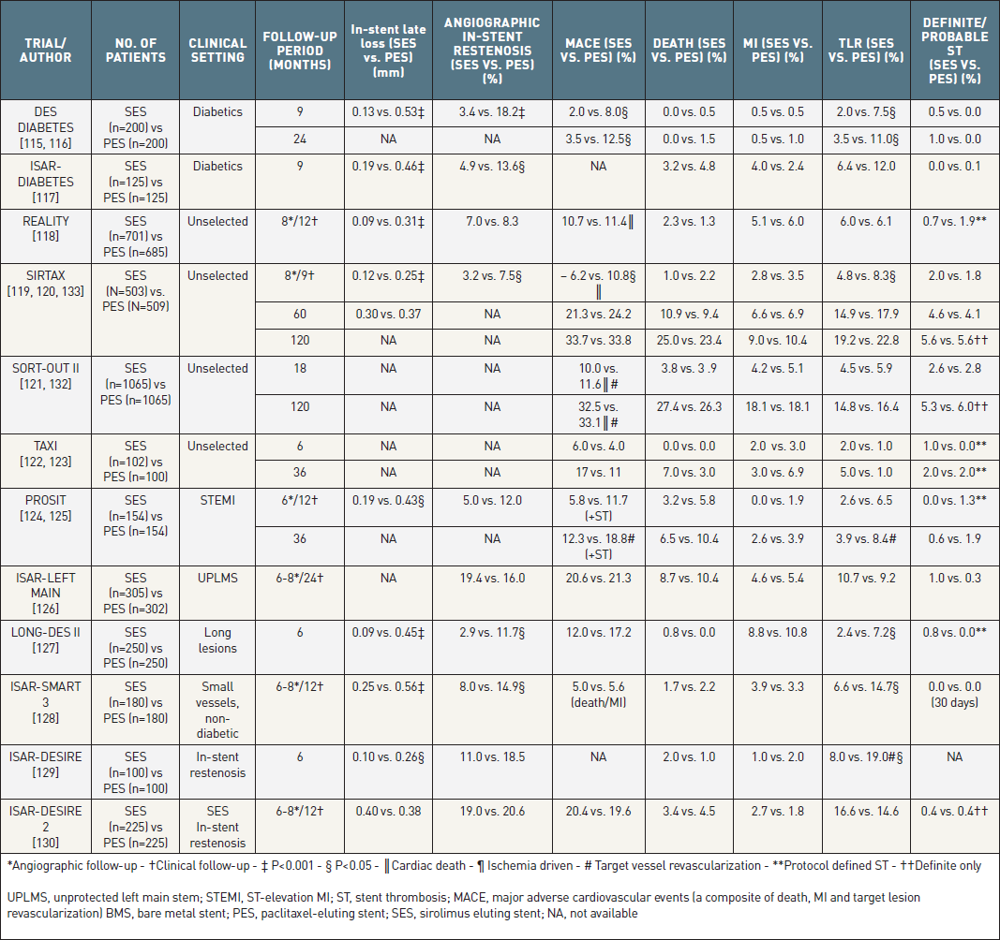 TRIAL/
AUTHOR
NO. OF
PATIENTS
CLINICAL
SETTING
FOLLOW-UP
PERIOD
(MONTHS)
In-stent late
loss (SES
vs. PES)
(mm)
ANGIOGRAPHIC
IN-STENT
RESTENOSIS
(SES VS. PES)
(%)
MACE (SES
VS. PES) (%)
DEATH (SES
VS. PES) (%)
MI (SES VS.
PES) (%)
TLR (SES
VS. PES) (%)
DEFINITE/
PROBABLE
ST
(SES VS.
PES) (%)
DES
DIABETES
[115, 116]
SES
(n=200) vs
PES (n=200)
Diabetics
9
0.13 vs. 0.53‡
3.4 vs. 18.2‡
2.0 vs. 8.0§
0.0 vs. 0.5
0.5 vs. 0.5
2.0 vs. 7.5§
0.5 vs. 0.0
24
NA
NA
3.5 vs. 12.5§
0.0 vs. 1.5
0.5 vs. 1.0
3.5 vs. 11.0§
1.0 vs. 0.0
ISAR-
DIABETES
[117]
SES
(n=125) vs
PES (n=125)
Diabetics
9
0.19 vs. 0.46‡
4.9 vs. 13.6§
NA
3.2 vs. 4.8
4.0 vs. 2.4
6.4 vs. 12.0
0.0 vs. 0.1
REALITY
[118]
SES
(n=701) vs
PES (n=685)
Unselected
8*/12†
0.09 vs. 0.31‡
7.0 vs. 8.3
10.7 vs. 11.4║
2.3 vs. 1.3
5.1 vs. 6.0
6.0 vs. 6.1
0.7 vs. 1.9**
SIRTAX
[119, 120, 133]
SES
(N=503) vs.
PES (N=509)
Unselected
8*/9†
0.12 vs. 0.25‡
3.2 vs. 7.5§
– 6.2 vs. 10.8§
║
1.0 vs. 2.2
2.8 vs. 3.5
4.8 vs. 8.3§
2.0 vs. 1.8
60
0.30 vs. 0.37
NA
21.3 vs. 24.2
10.9 vs. 9.4
6.6 vs. 6.9
14.9 vs. 17.9
4.6 vs. 4.1
120
NA
NA
33.7 vs. 33.8
25.0 vs. 23.4
9.0 vs. 10.4
19.2 vs. 22.8
5.6 vs. 5.6††
SORT-OUT II
[121, 132]
SES
(n=1065) vs
PES (n=1065)
Unselected
18
NA
NA
10.0 vs.
11.6║#
3.8 vs. 3 .9
4.2 vs. 5.1
4.5 vs. 5.9
2.6 vs. 2.8
120
NA
NA
32.5 vs.
33.1║#
27.4 vs. 26.3
18.1 vs. 18.1
14.8 vs. 16.4
5.3 vs. 6.0††
TAXI
[122, 123]
SES
(n=102) vs
PES (n=100)
Unselected
6
NA
NA
6.0 vs. 4.0
0.0 vs. 0.0
2.0 vs. 3.0
2.0 vs. 1.0
1.0 vs. 0.0**
36
NA
NA
17 vs. 11
7.0 vs. 3.0
3.0 vs. 6.9
5.0 vs. 1.0
2.0 vs. 2.0**
PROSIT
[124, 125]
SES
(n=154) vs
PES (n=154)
STEMI
6*/12†
0.19 vs. 0.43§
5.0 vs. 12.0
5.8 vs. 11.7
(+ST)
3.2 vs. 5.8
0.0 vs. 1.9
2.6 vs. 6.5
0.0 vs. 1.3**
36
NA
NA
12.3 vs. 18.8#
(+ST)
6.5 vs. 10.4
2.6 vs. 3.9
3.9 vs. 8.4#
0.6 vs. 1.9
ISAR-LEFT
MAIN
[126]
SES
(n=305) vs
PES (n=302)
UPLMS
6-8*/24†
NA
19.4 vs. 16.0
20.6 vs. 21.3
8.7 vs. 10.4
4.6 vs. 5.4
10.7 vs. 9.2
1.0 vs. 0.3
LONG-DES II
[127]
SES
(n=250) vs
PES (n=250)
Long
lesions
6
0.09 vs. 0.45‡
2.9 vs. 11.7§
12.0 vs. 17.2
0.8 vs. 0.0
8.8 vs. 10.8
2.4 vs. 7.2§
0.8 vs. 0.0**
ISAR-SMART
3
[128]
SES
(n=180) vs
PES (n=180)
Small
vessels,
non-
diabetic
6-8*/12†
0.25 vs. 0.56‡
8.0 vs. 14.9§
5.0 vs. 5.6
(death/MI)
1.7 vs. 2.2
3.9 vs. 3.3
6.6 vs. 14.7§
0.0 vs. 0.0
(30 days)
ISAR-DESIRE
[129]
SES
(n=100) vs
PES (n=100)
In-stent
restenosis
6
0.10 vs. 0.26§
11.0 vs. 18.5
NA
2.0 vs. 1.0
1.0 vs. 2.0
8.0 vs. 19.0#§
NA
ISAR-DESIRE
2
[130]
SES
(n=225) vs
PES (n=225)
SES
In-stent
restenosis
6-8*/12†
0.40 vs. 0.38
19.0 vs. 20.6
20.4 vs. 19.6
3.4 vs. 4.5
2.7 vs. 1.8
16.6 vs. 14.6
0.4 vs. 0.4††
*Angiographic follow-up - †Clinical follow-up - ‡ P<0.001 - § P<0.05 - ║Cardiac death - ¶ Ischemia driven - # Target vessel revascularization - **Protocol defined ST - ††Definite only
UPLMS, unprotected left main stem; STEMI, ST-elevation MI; ST, stent thrombosis; MACE, major adverse cardiovascular events (a composite of death, MI and target lesion
revascularization) BMS, bare metal stent; PES, paclitaxel-eluting stent; SES, sirolimus eluting stent; NA, not available